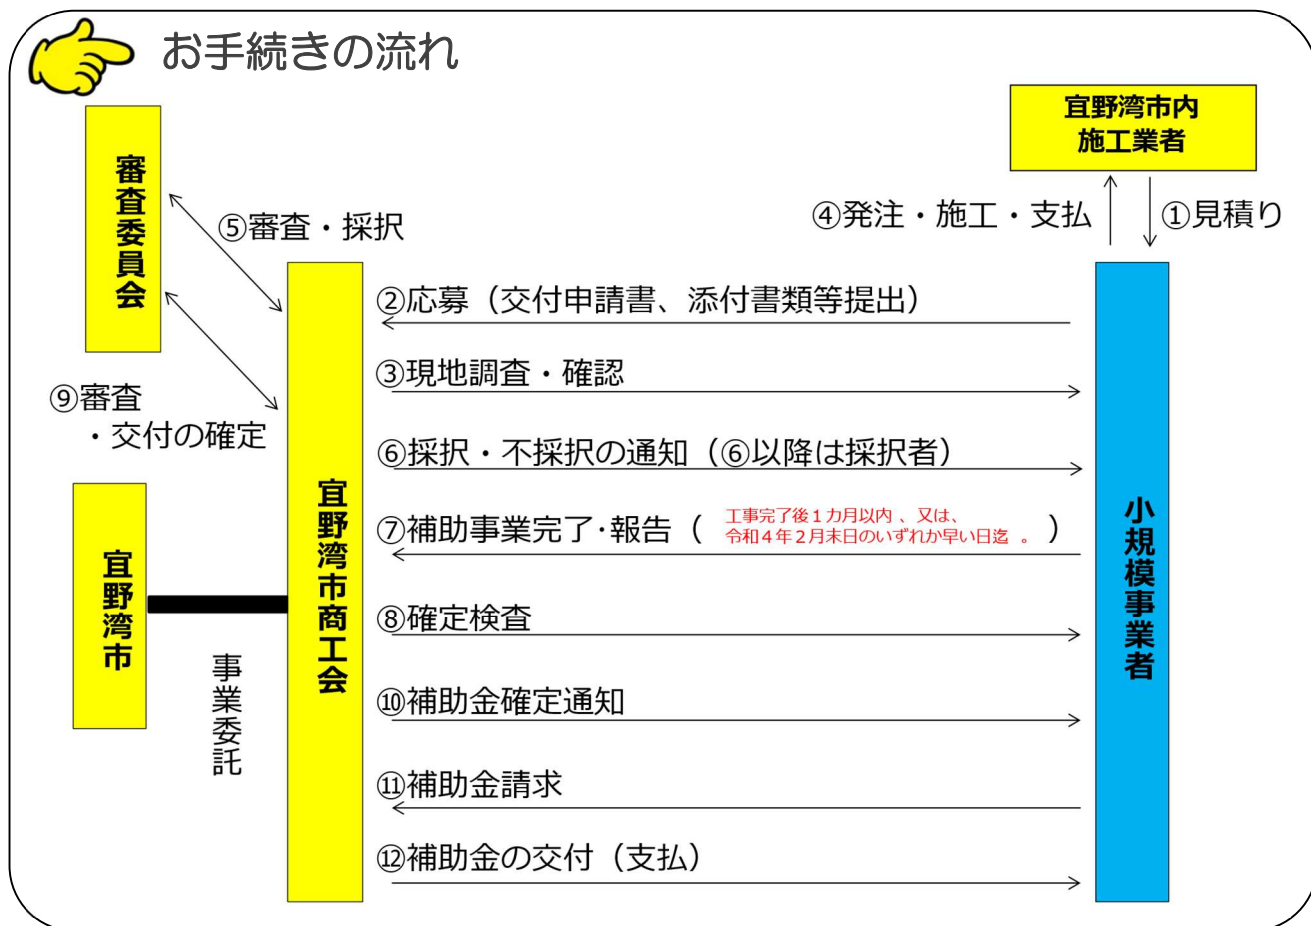 お手続きの流れ
宜野湾市内
施工業者
審査委員会
④発注・施工・支払
①見積り
⑤審査・採択
②応募（交付申請書、添付書類等提出）
③現地調査・確認
⑨審査
・交付の確定
⑥採択・不採択の通知（⑥以降は採択者）
⑦補助事業完了･報告（
工事完了後１カ月以内 、又は、
令和４年２月末日のいずれか早い日迄 。
）
宜野湾市
宜野湾市商工会
小規模事業者
⑧確定検査
事業委託
⑩補助金確定通知
⑪補助金請求
⑫補助金の交付（支払）